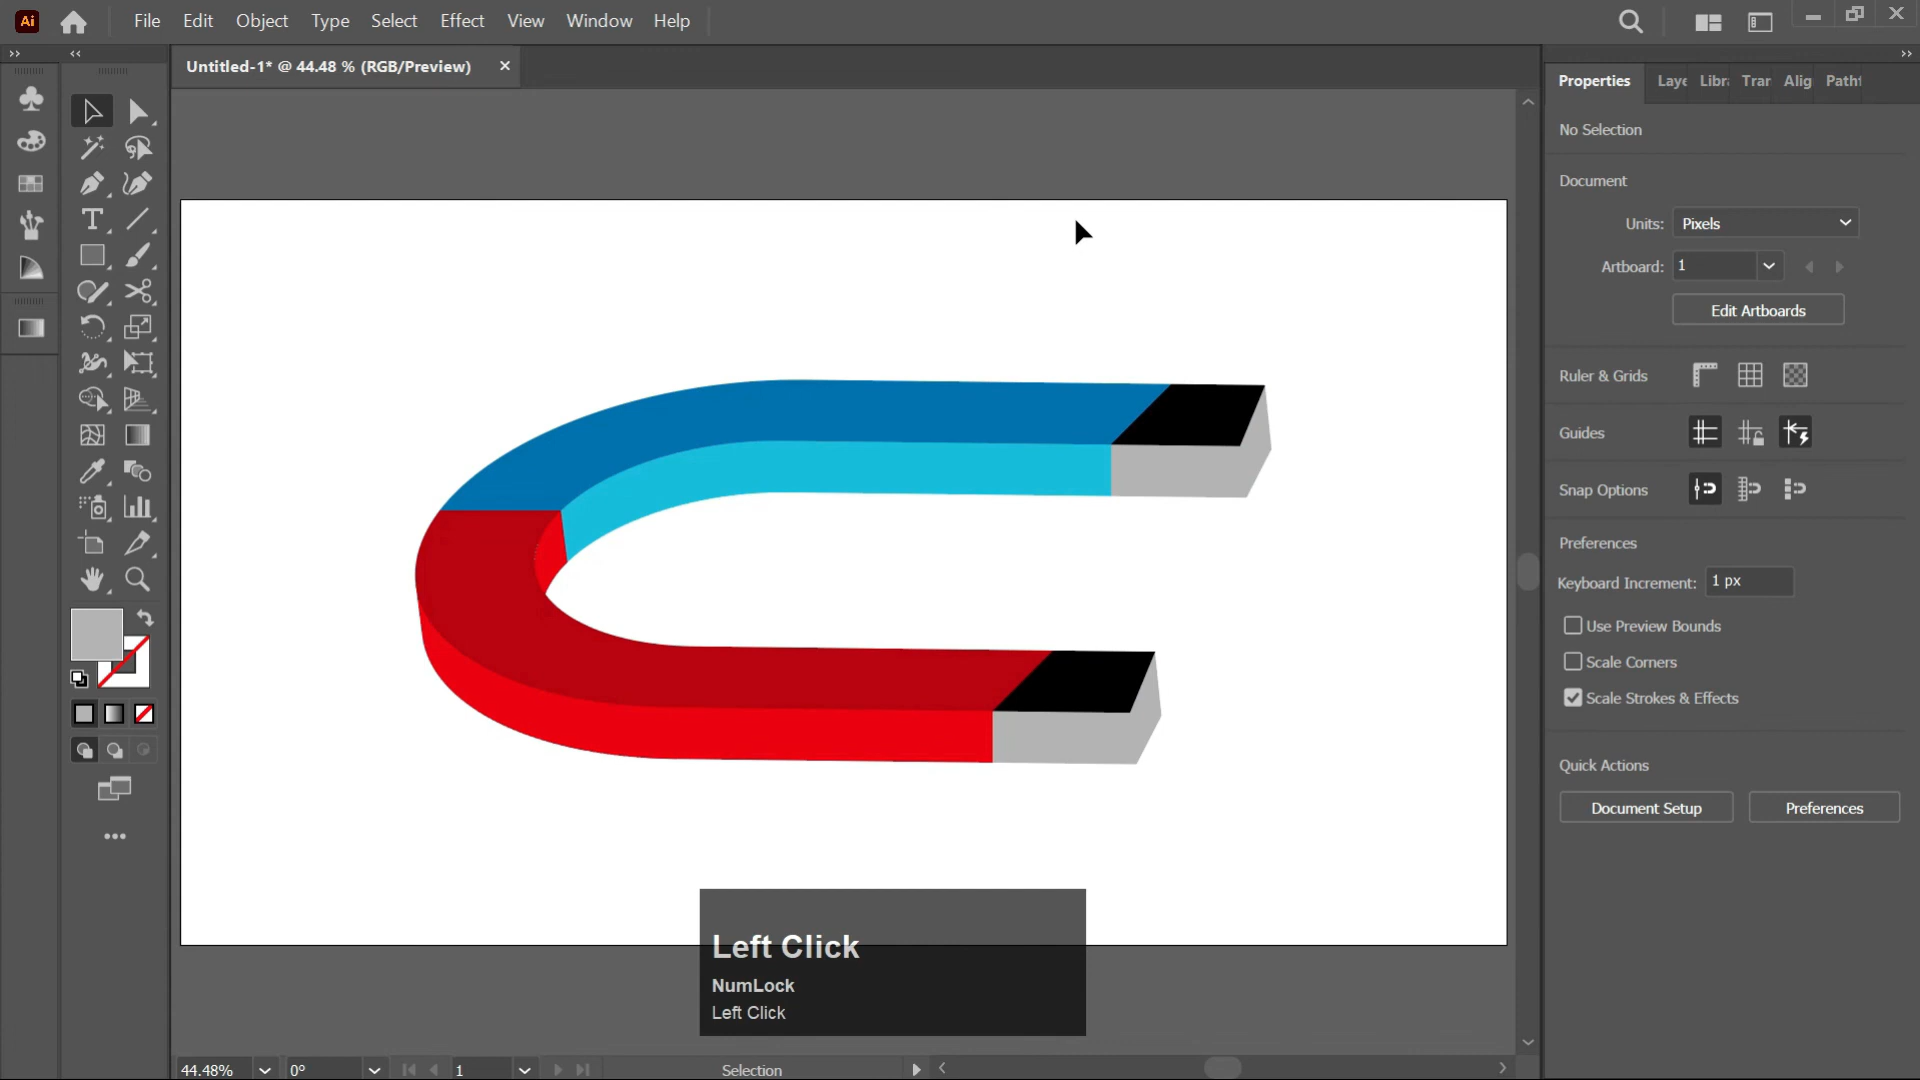 Ai
File Edit Object Type Select Effect View Window Help
Untitled-1* @ 44.48 % (RGB/Preview)
Properties Laye Libra Tran Alig Pathf
No Selection
Document
Units: Pixels
Artboard: 1
Edit Artboards
Ruler & Grids
Guides
Snap Options
Preferences
Keyboard Increment: 1 px
Use Preview Bounds
Scale Corners
Scale Strokes & Effects
Quick Actions
Document Setup Preferences
Left Click
NumLock
Left Click
44.48% 0° 1 Selection